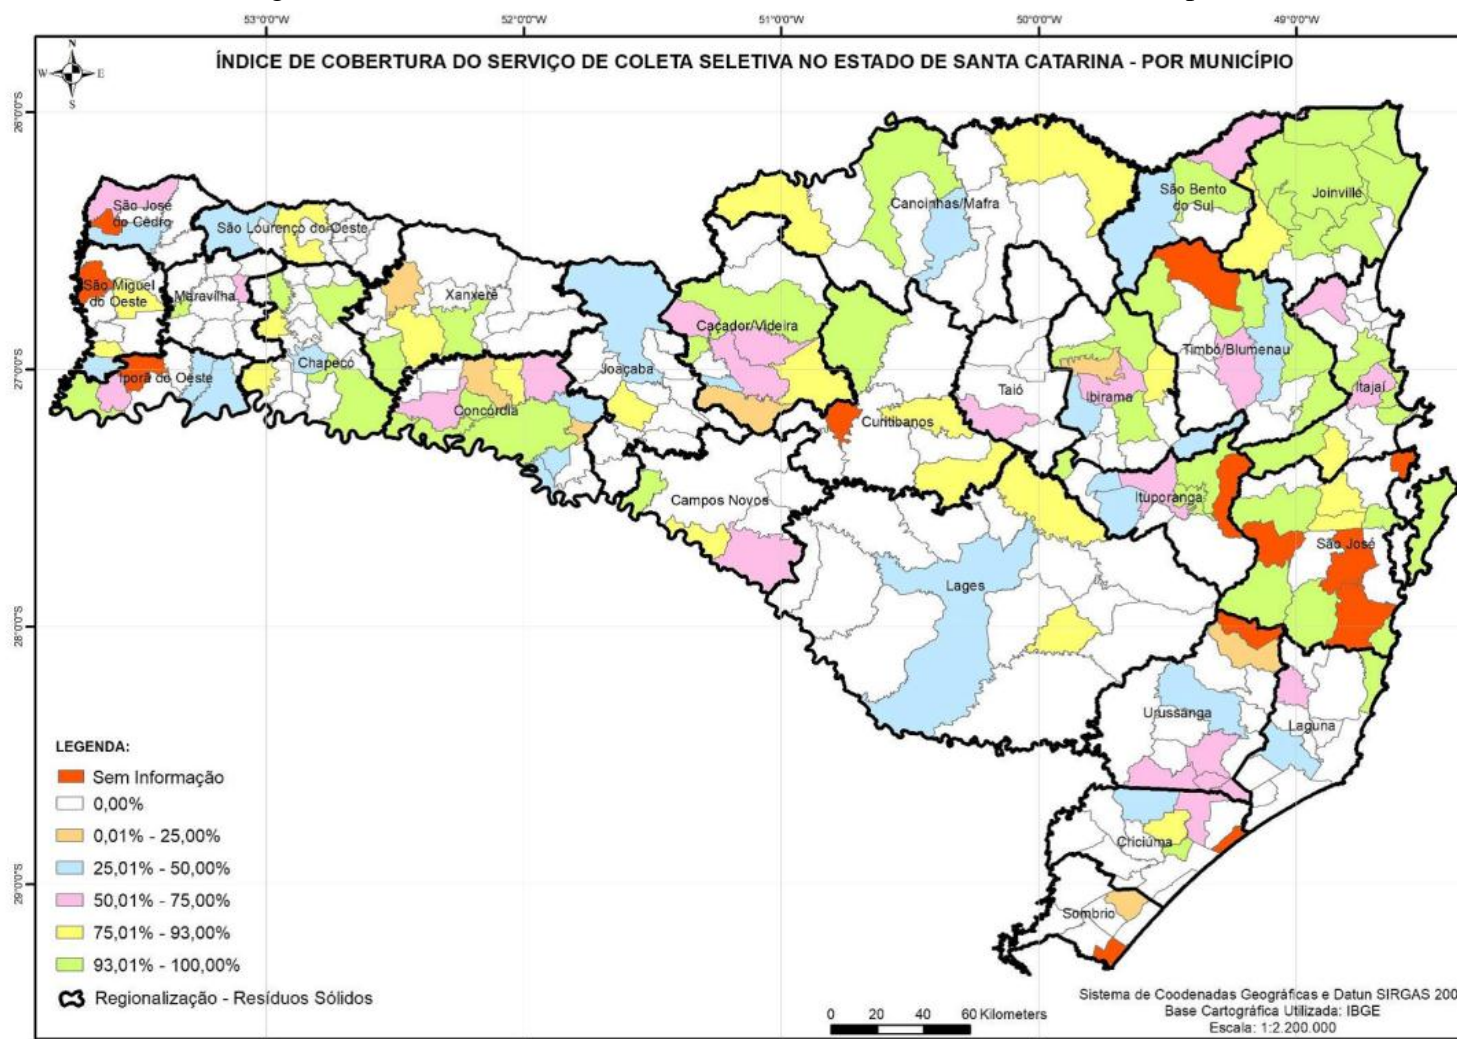 53°0'0"W 52°0'0"W 51°0'0"W 50°0'0"W 49°0'0"W
ÍNDICE DE COBERTURA DO SERVIÇO DE COLETA SELETIVA NO ESTADO DE SANTA CATARINA - POR MUNICÍPIO
N
W E
S
26°0'0"S
27°0'0"S
28°0'0"S
29°0'0"S
São José
do Cedro
São Lourenço do Oeste
São Miguel
do Oeste
Maravilha
Xanxerê
Chapecó
Iporã do Oeste
Concórdia
Joaçaba
Caçador/Videira
Canoinhas/Mafra
São Bento
do Sul
Joinville
Timbó/Blumenau
Taió
Ibirama
Itajaí
Curitibanos
Ituporanga
Campos Novos
São José
Lages
Urussanga
Laguna
Criciúma
Sombrio
LEGENDA:
Sem Informação
0,00%
0,01% - 25,00%
25,01% - 50,00%
50,01% - 75,00%
75,01% - 93,00%
93,01% - 100,00%
Regionalização - Resíduos Sólidos
0 20 40 60 Kilometers
Sistema de Coodenadas Geográficas e Datun SIRGAS 200
Base Cartográfica Utilizada: IBGE
Escala: 1:2.200.000